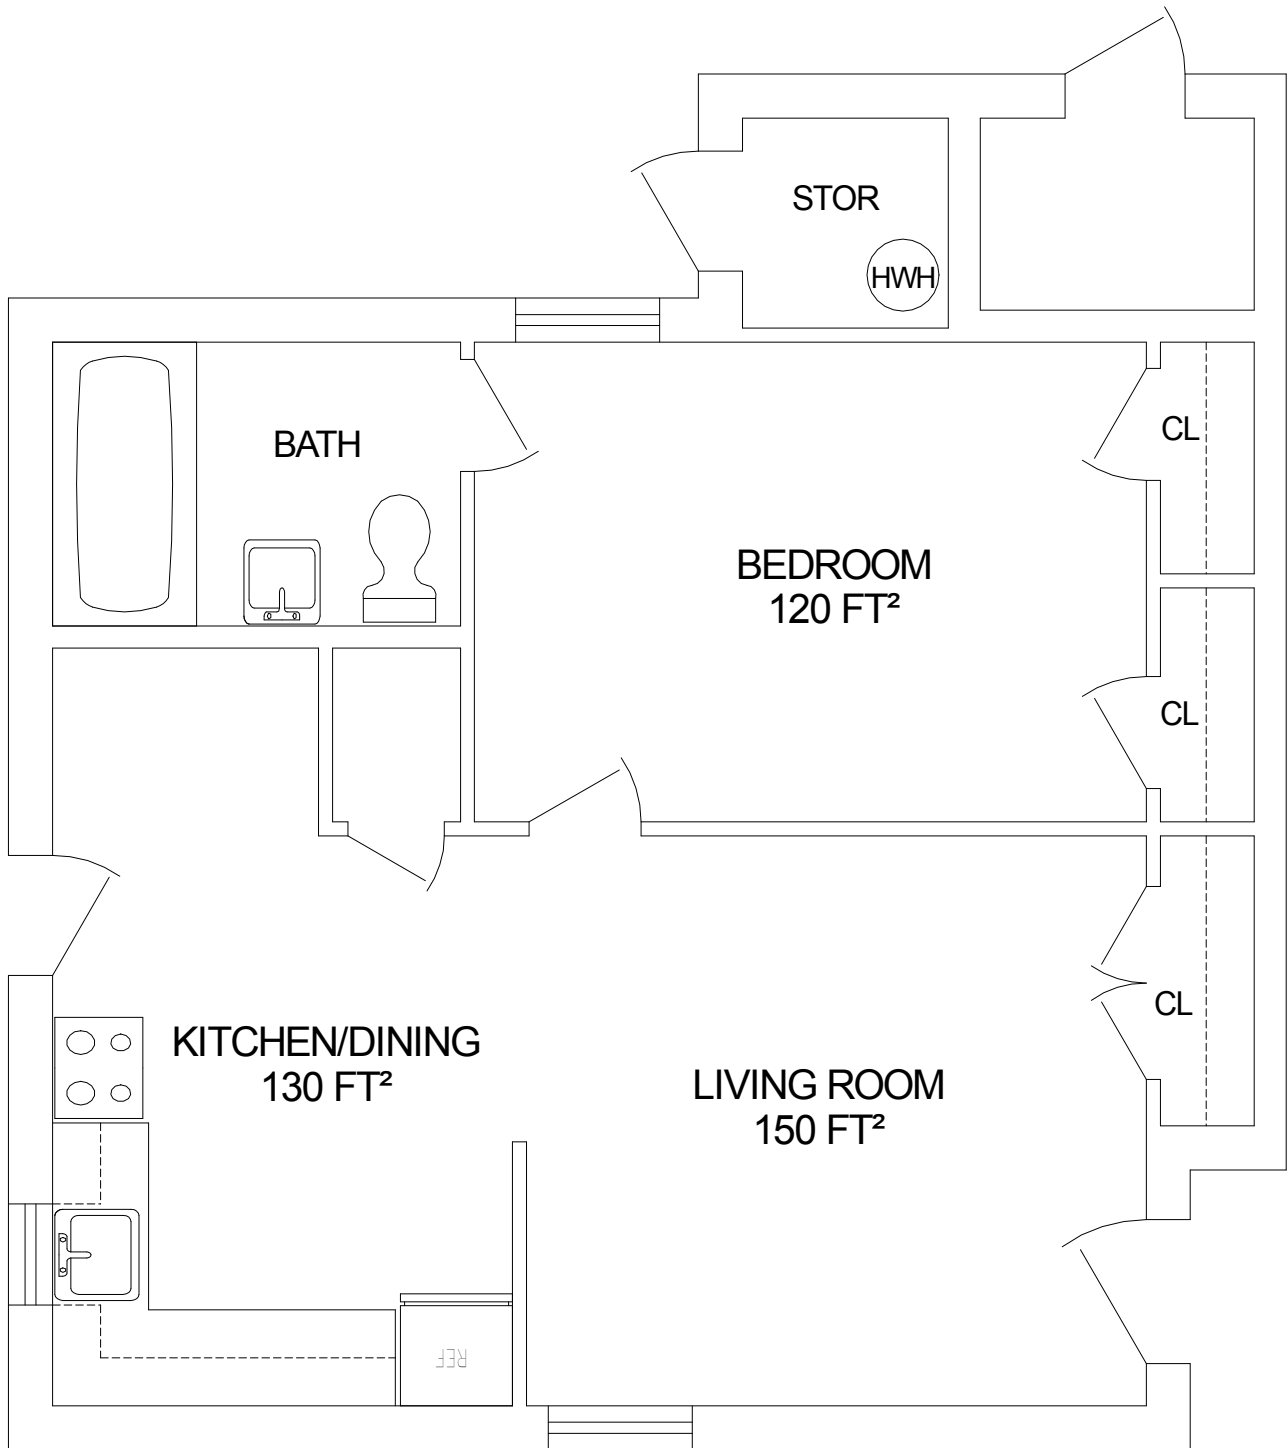 STOR
HWH
BATH
CL
BEDROOM
120 FT²
CL
CL
KITCHEN/DINING
130 FT²
LIVING ROOM
150 FT²
REF